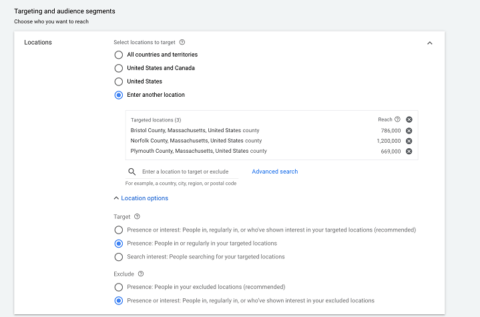 Targeting and audience segments
Choose who you want to reach
Locations
Select locations to target
All countries and territories
United States and Canada
United States
Enter another location
Targeted locations (3) Reach
Bristol County, Massachusetts, United States county 786,000
Norfolk County, Massachusetts, United States county 1,200,000
Plymouth County, Massachusetts, United States county 669,000
Enter a location to target or exclude Advanced search
For example, a country, city, region, or postal code
Location options
Target
Presence or interest: People in, regularly in, or who've shown interest in your targeted locations (recommended)
Presence: People in or regularly in your targeted locations
Search interest: People searching for your targeted locations
Exclude
Presence: People in your excluded locations (recommended)
Presence or interest: People in, regularly in, or who've shown interest in your excluded locations